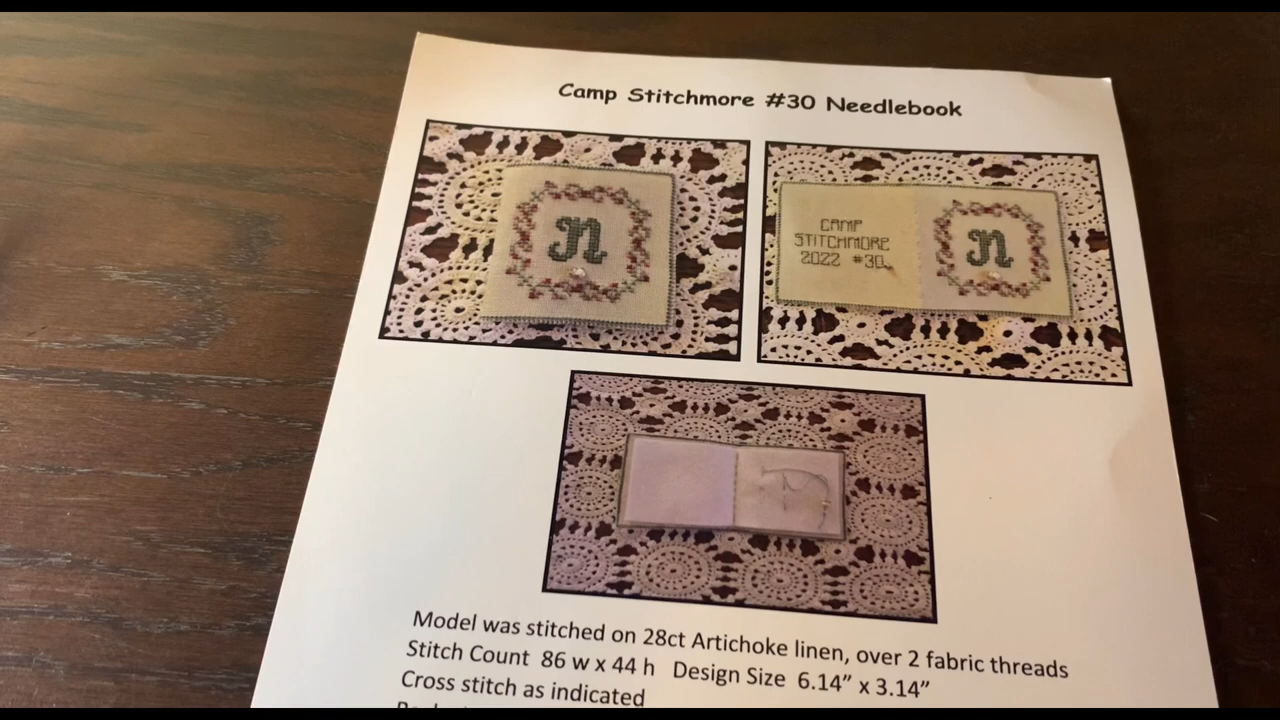 Camp Stitchmore #30 Needlebook
n
CAMP
STITCHMORE
2022 #30
n
Model was stitched on 28ct Artichoke linen, over 2 fabric threads
Stitch Count 86 w x 44 h Design Size 6.14” x 3.14”
Cross stitch as indicated